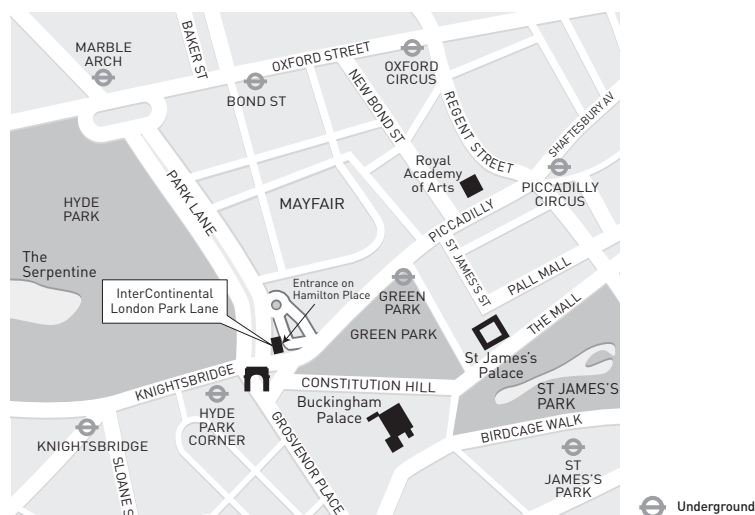 MARBLE
ARCH
BAKER ST
OXFORD STREET
OXFORD
CIRCUS
BOND ST
NEW BOND ST
REGENT STREET
SHAFTESBURY AV
Royal
Academy
of Arts
PICCADILLY
CIRCUS
HYDE
PARK
PARK LANE
MAYFAIR
PICCADILLY
The
Serpentine
ST JAMES'S ST
PALL MALL
InterContinental
London Park Lane
Entrance on
Hamilton Place
GREEN
PARK
GREEN PARK
THE MALL
St James's
Palace
KNIGHTSBRIDGE
CONSTITUTION HILL
ST JAMES'S
PARK
HYDE
PARK
CORNER
Buckingham
Palace
GROSVENOR PLACE
BIRDCAGE WALK
KNIGHTSBRIDGE
SLOANE S
ST
JAMES'S
PARK
Underground